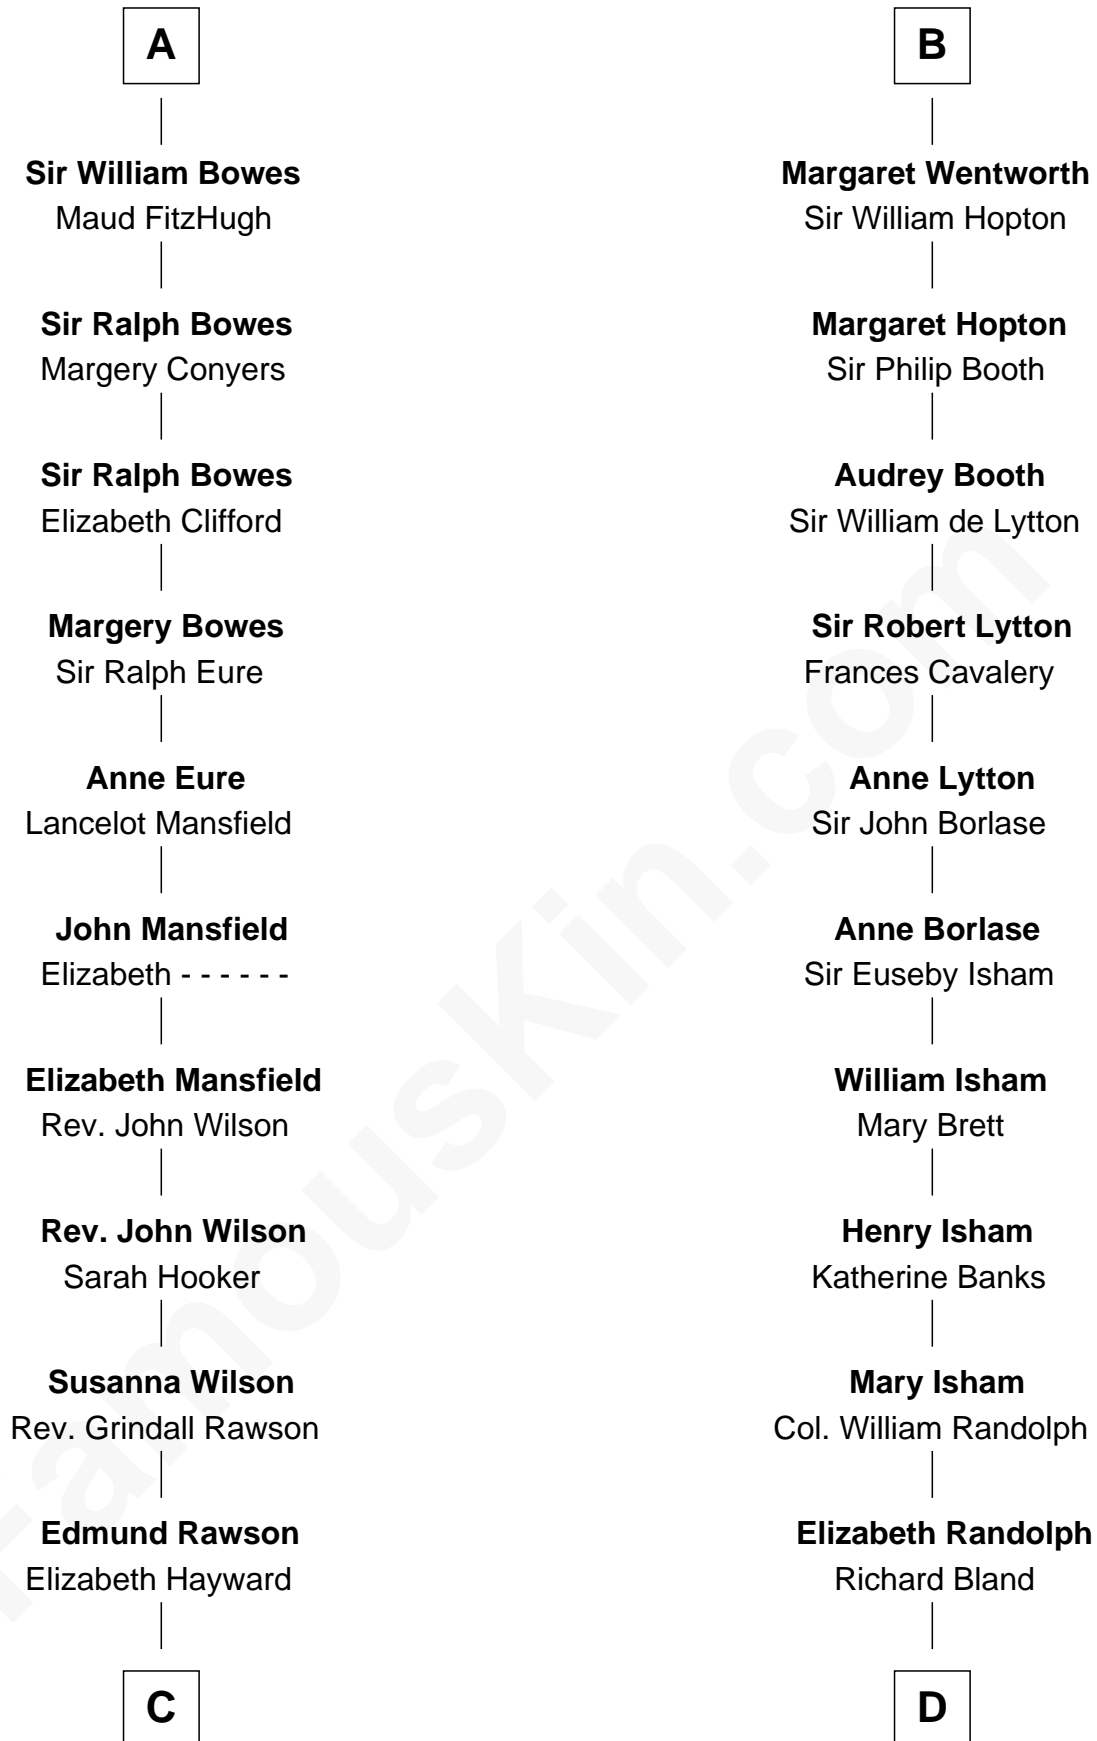 A
Sir William Bowes
Maud FitzHugh
Sir Ralph Bowes
Margery Conyers
Sir Ralph Bowes
Elizabeth Clifford
Margery Bowes
Sir Ralph Eure
Anne Eure
Lancelot Mansfield
John Mansfield
Elizabeth - - - - - -
Elizabeth Mansfield
Rev. John Wilson
Rev. John Wilson
Sarah Hooker
Susanna Wilson
Rev. Grindall Rawson
Edmund Rawson
Elizabeth Hayward
C
B
Margaret Wentworth
Sir William Hopton
Margaret Hopton
Sir Philip Booth
Audrey Booth
Sir William de Lytton
Sir Robert Lytton
Frances Cavalery
Anne Lytton
Sir John Borlase
Anne Borlase
Sir Euseby Isham
William Isham
Mary Brett
Henry Isham
Katherine Banks
Mary Isham
Col. William Randolph
Elizabeth Randolph
Richard Bland
D
FamousKin.com